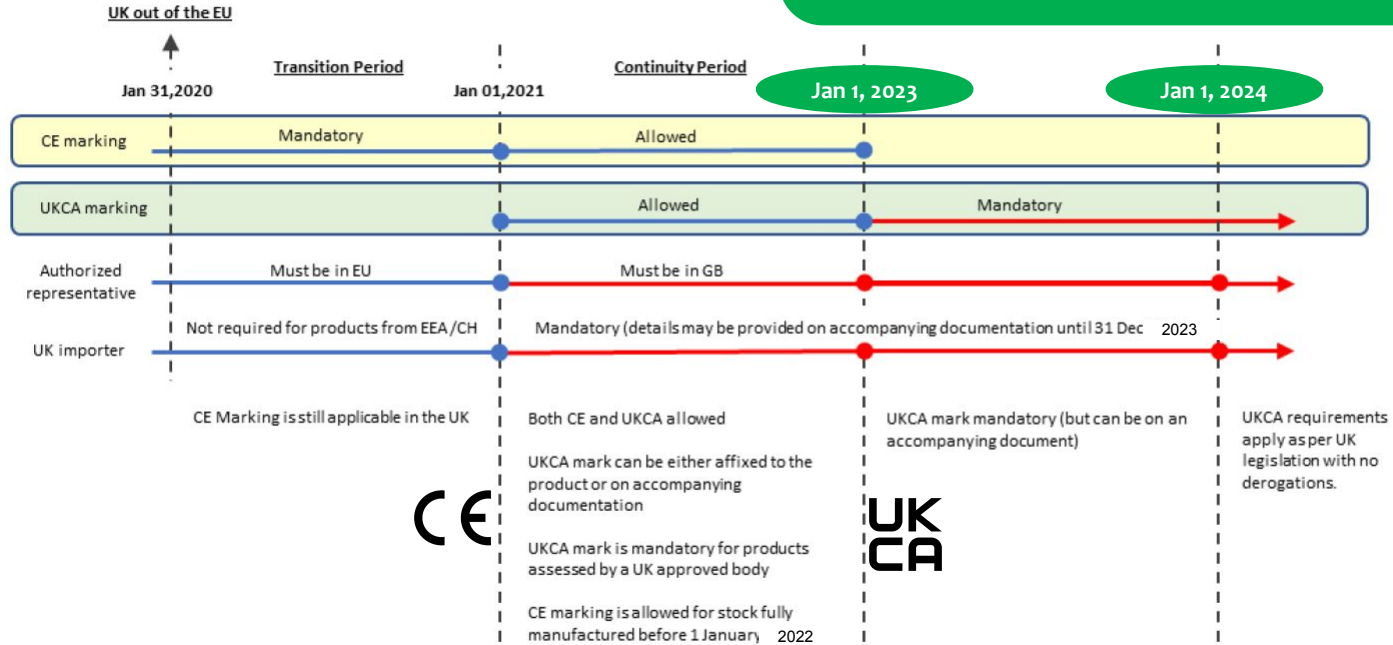 UK out of the EU
Transition Period
Continuity Period
Jan 31,2020
Jan 01,2021
Jan 1, 2023
Jan 1, 2024
CE marking
Mandatory
Allowed
UKCA marking
Allowed
Mandatory
Authorized
representative
Must be in EU
Must be in GB
UK importer
Not required for products from EEA/CH
Mandatory (details may be provided on accompanying documentation until 31 Dec 2023
CE Marking is still applicable in the UK
Both CE and UKCA allowed
UKCA mark can be either affixed to the
product or on accompanying
documentation
UKCA mark is mandatory for products
assessed by a UK approved body
CE marking is allowed for stock fully
manufactured before 1 January 2022
UKCA mark mandatory (but can be on an
accompanying document)
UKCA requirements
apply as per UK
legislation with no
derogations.
CE
UK
CA